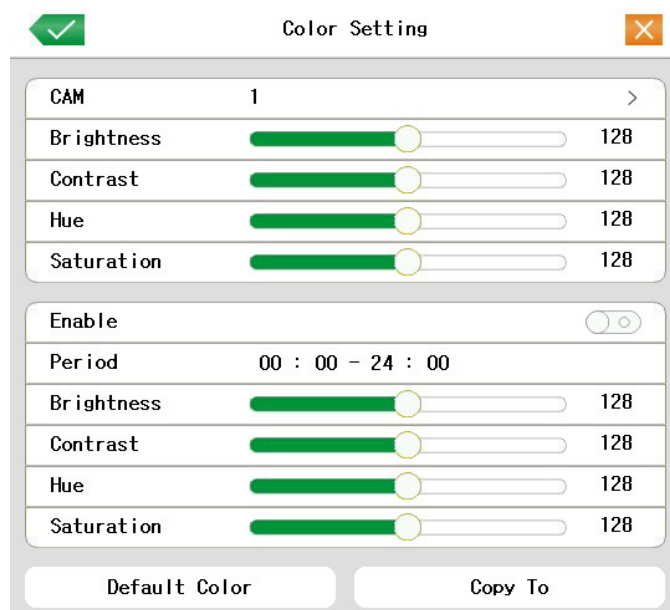 Color Setting
CAM 1 >
Brightness 128
Contrast 128
Hue 128
Saturation 128
Enable
Period 00 : 00 - 24 : 00
Brightness 128
Contrast 128
Hue 128
Saturation 128
Default Color Copy To